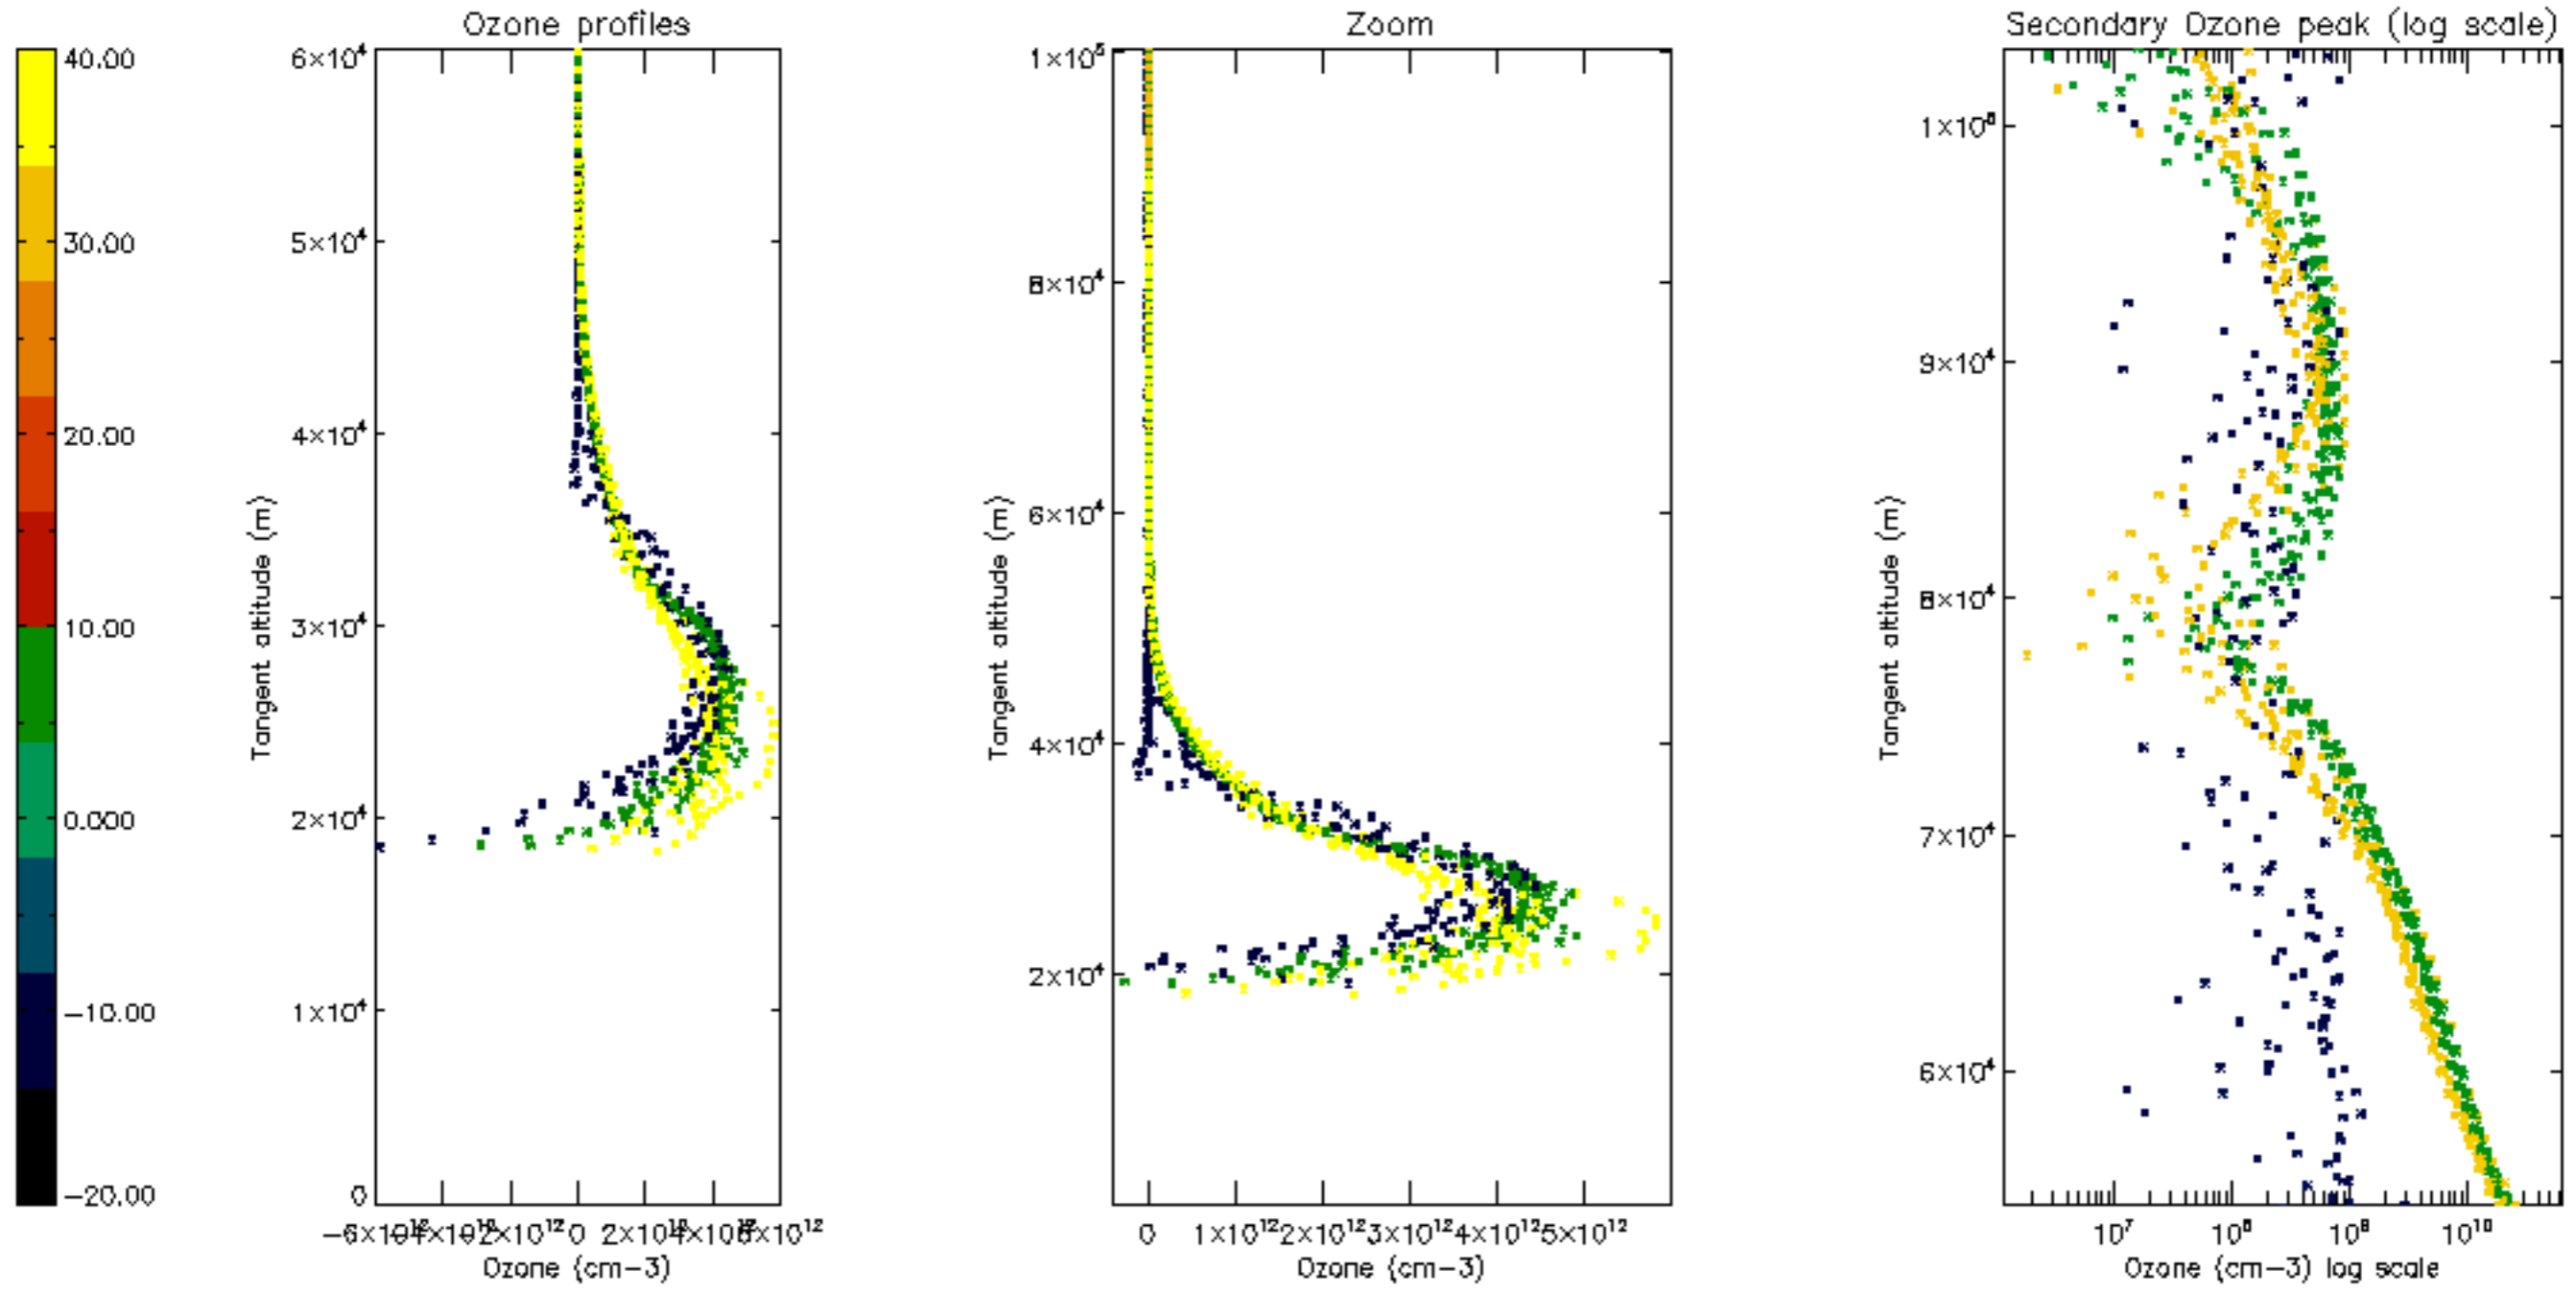 Ozone profiles
Zoom
Secondary Ozone peak (log scale)
40.00
30.00
20.00
10.00
0.000
−10.00
−20.00
6×10⁴
5×10⁴
4×10⁴
3×10⁴
2×10⁴
1×10⁴
0
Tangent altitude (m)
0
Ozone (cm−3)
1×10⁵
8×10⁴
6×10⁴
4×10⁴
2×10⁴
Tangent altitude (m)
0 1×10¹² 2×10¹² 3×10¹² 4×10¹² 5×10¹²
Ozone (cm−3)
1×10⁵
9×10⁴
8×10⁴
7×10⁴
6×10⁴
Tangent altitude (m)
10⁷ 10⁸ 10⁹ 10¹⁰
Ozone (cm−3) log scale